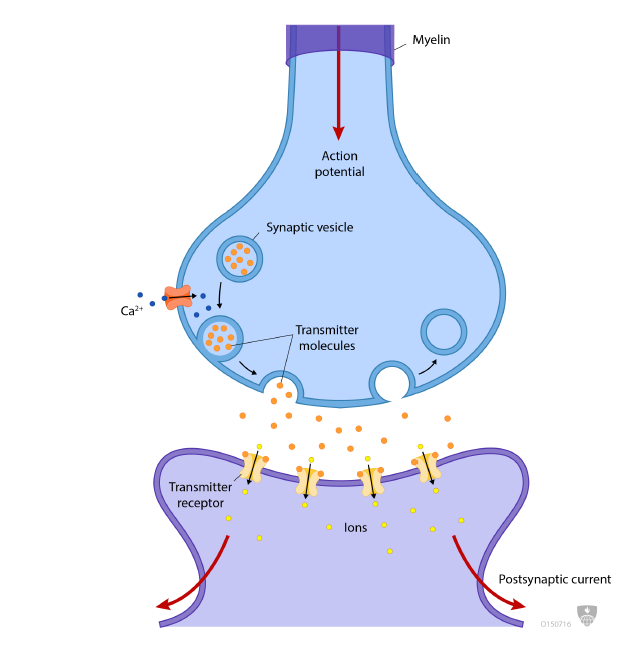 Myelin
Action
potential
Synaptic vesicle
Ca²⁺
Transmitter
molecules
Transmitter
receptor
Ions
Postsynaptic current
O150716